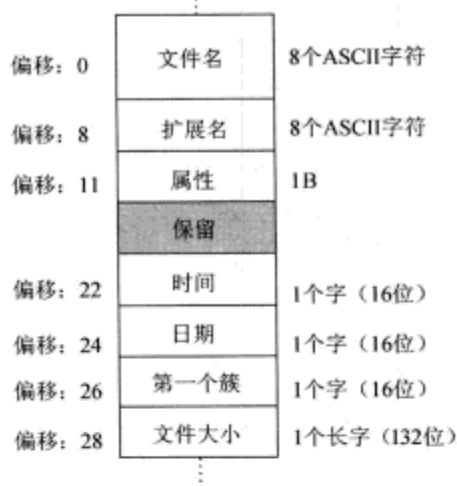 偏移：0 文件名 8个ASCII字符
偏移：8 扩展名 8个ASCII字符
偏移：11 属性 1B
保留
偏移：22 时间 1个字（16位）
偏移：24 日期 1个字（16位）
偏移：26 第一个簇 1个字（16位）
偏移：28 文件大小 1个长字（132位）